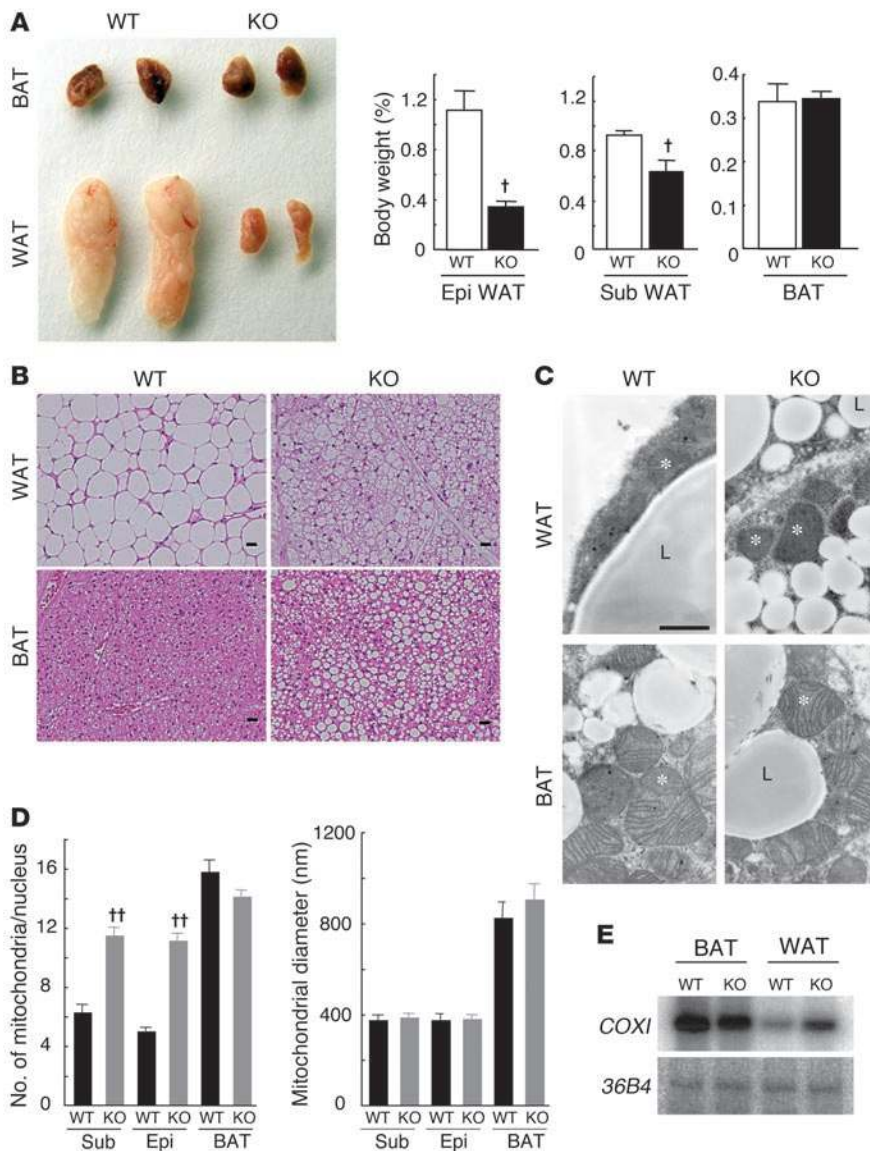 A
WT KO
BAT
WAT
Body weight (%)
1.2
0.8
0.4
0
WT KO
Epi WAT
†
1.2
0.8
0.4
0
WT KO
Sub WAT
†
0.4
0.3
0.2
0.1
0
WT KO
BAT
B
WT KO
WAT
BAT
C
WT KO
WAT
* L
* * L
BAT
*
* L
D
No. of mitochondria/nucleus
16
12
8
4
0
†† ††
WT KO WT KO WT KO
Sub Epi BAT
Mitochondrial diameter (nm)
1200
800
400
0
WT KO WT KO WT KO
Sub Epi BAT
E
BAT WAT
WT KO WT KO
COXI
36B4